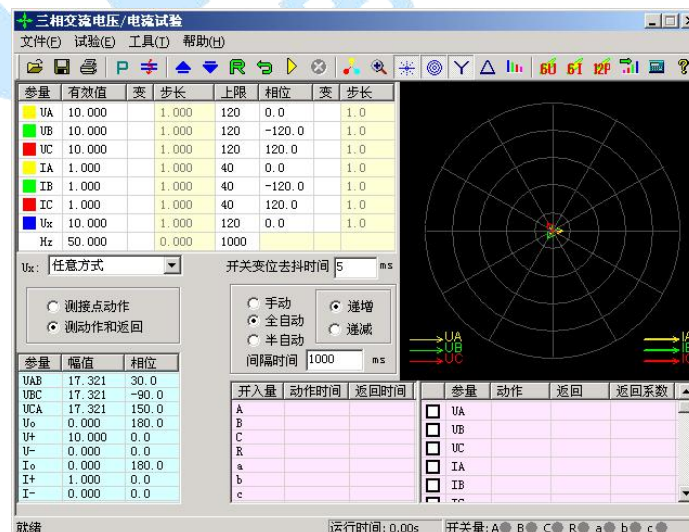 三相交流电压/电流试验
文件(F) 试验(E) 工具(T) 帮助(H)
P R 6U 6I 12P ?
参量 有效值 变 步长 上限 相位 变 步长
UA 10.000 1.000 120 0.0 1.0
UB 10.000 1.000 120 -120.0 1.0
UC 10.000 1.000 120 120.0 1.0
IA 1.000 1.000 40 0.0 1.0
IB 1.000 1.000 40 -120.0 1.0
IC 1.000 1.000 40 120.0 1.0
Ux 10.000 1.000 120 0.0 1.0
Hz 50.000 0.000 1000
Ux: 任意方式 开关变位去抖时间 5 ms
测接点动作
测动作和返回
手动
全自动
半自动
递增
递减
间隔时间 1000 ms
UA
UB
UC
IA
参量 幅值 相位
UAB 17.321 30.0
UBC 17.321 -90.0
UCA 17.321 150.0
Uo 0.000 180.0
U+ 10.000 0.0
U- 0.000 0.0
Io 0.000 180.0
I+ 1.000 0.0
I- 0.000 0.0
开入量 动作时间 返回时间
A
B
C
R
a
b
c
参量 动作 返回 返回系数
UA
UB
UC
IA
IB
就绪 运行时间: 0.00s 开关量: A B C R a b c